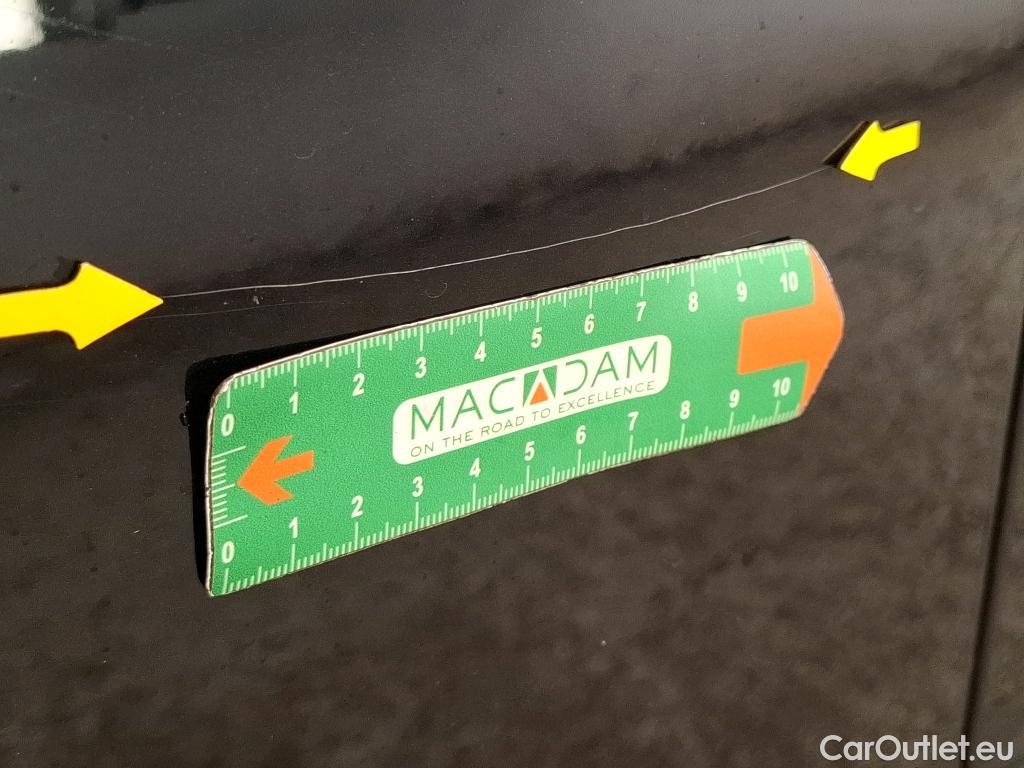 0 1 2 3 4 5 6 7 8 9 10
MACADAM
ON THE ROAD TO EXCELLENCE
0 1 2 3 4 5 6 7 8 9 10
CarOutlet.eu